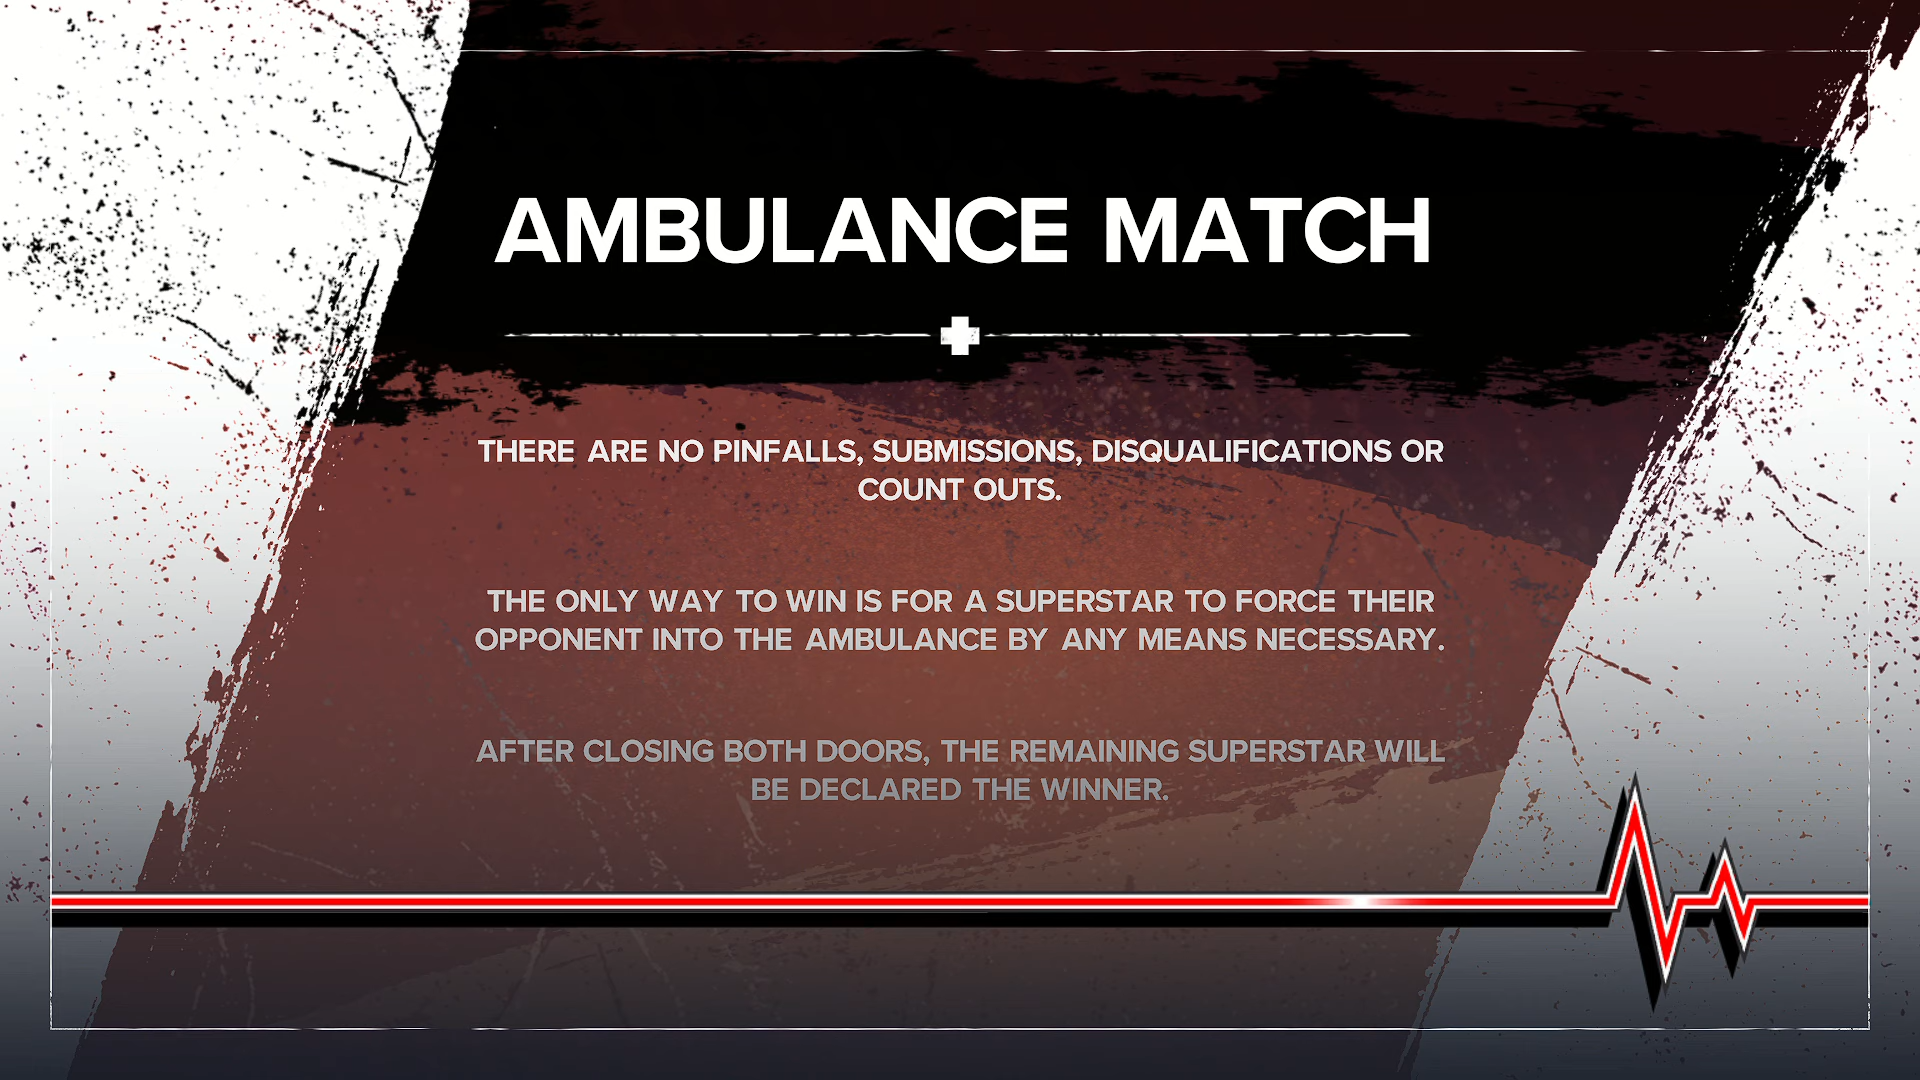 AMBULANCE MATCH
THERE ARE NO PINFALLS, SUBMISSIONS, DISQUALIFICATIONS OR
COUNT OUTS.
THE ONLY WAY TO WIN IS FOR A SUPERSTAR TO FORCE THEIR
OPPONENT INTO THE AMBULANCE BY ANY MEANS NECESSARY.
AFTER CLOSING BOTH DOORS, THE REMAINING SUPERSTAR WILL
BE DECLARED THE WINNER.